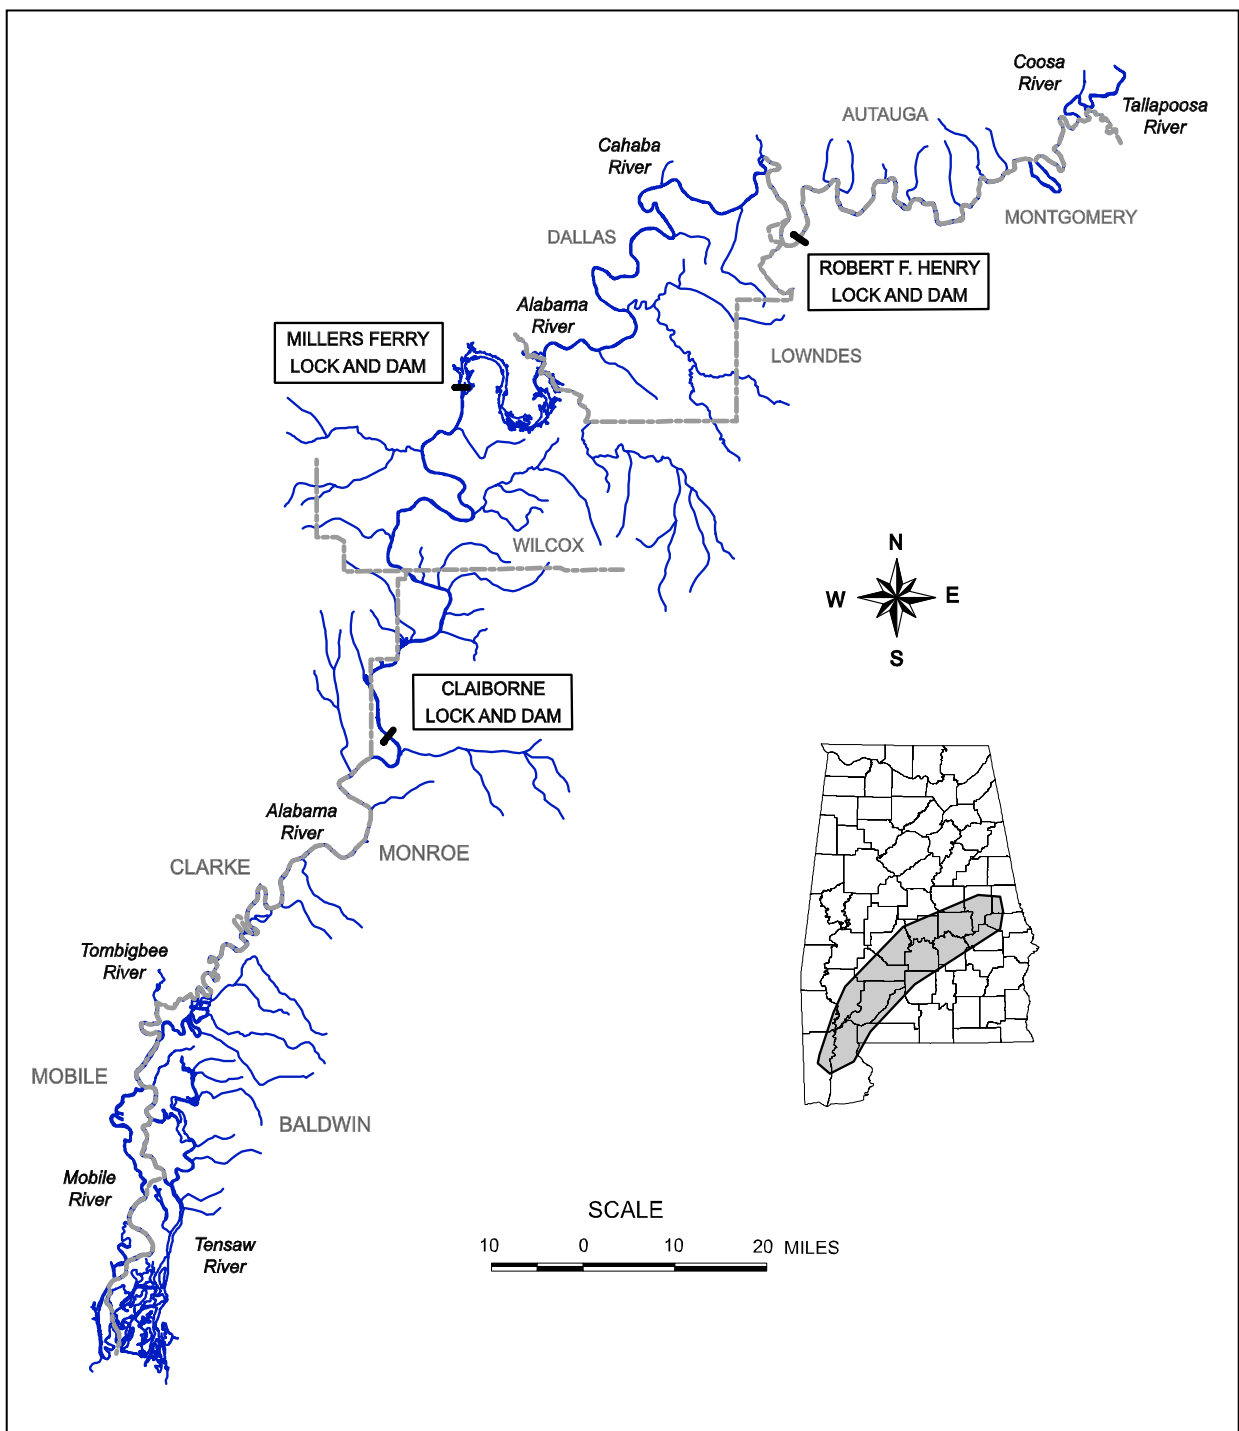 Coosa
River
Tallapoosa
River
AUTAUGA
Cahaba
River
MONTGOMERY
DALLAS
ROBERT F. HENRY
LOCK AND DAM
Alabama
River
MILLERS FERRY
LOCK AND DAM
LOWNDES
WILCOX
N
W
E
S
CLAIBORNE
LOCK AND DAM
Alabama
River
MONROE
CLARKE
Tombigbee
River
MOBILE
BALDWIN
Mobile
River
Tensaw
River
SCALE
10 0 10 20 MILES